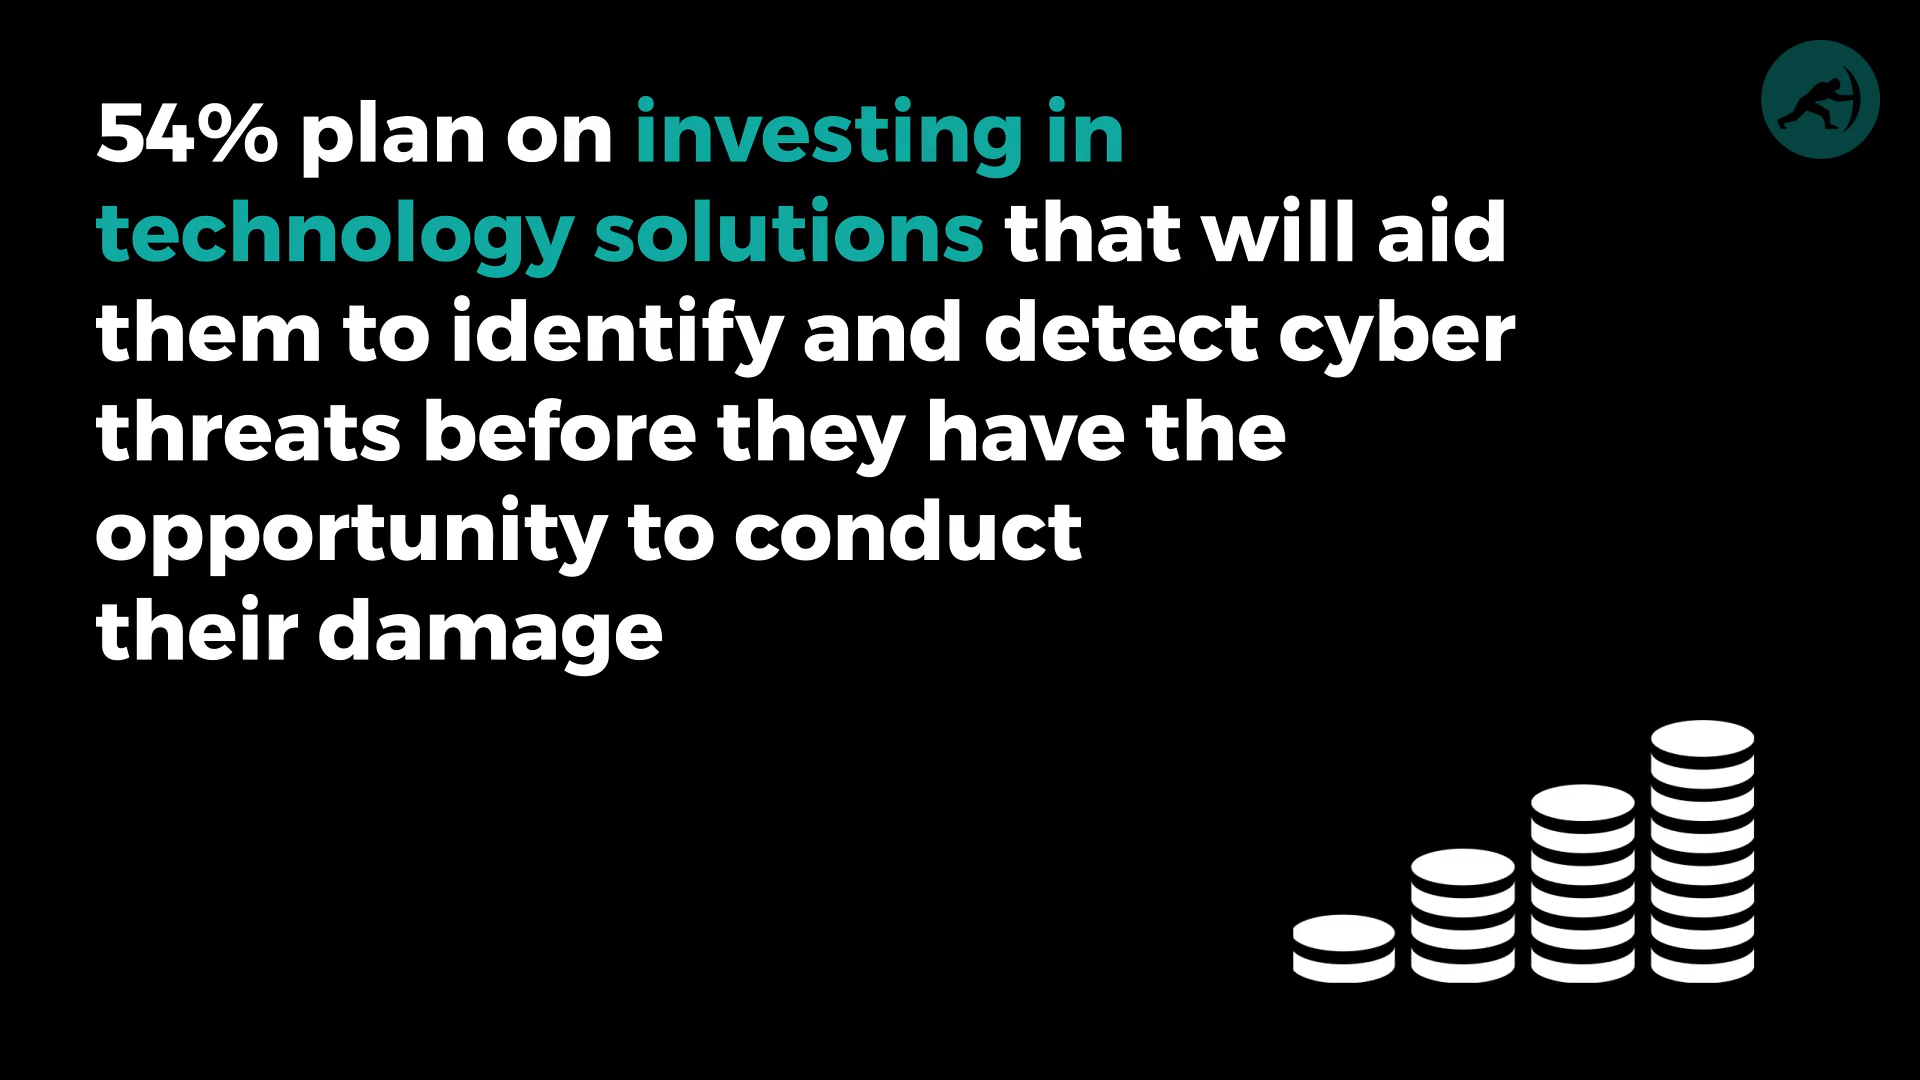 54% plan on investing in
technology solutions that will aid
them to identify and detect cyber
threats before they have the
opportunity to conduct
their damage